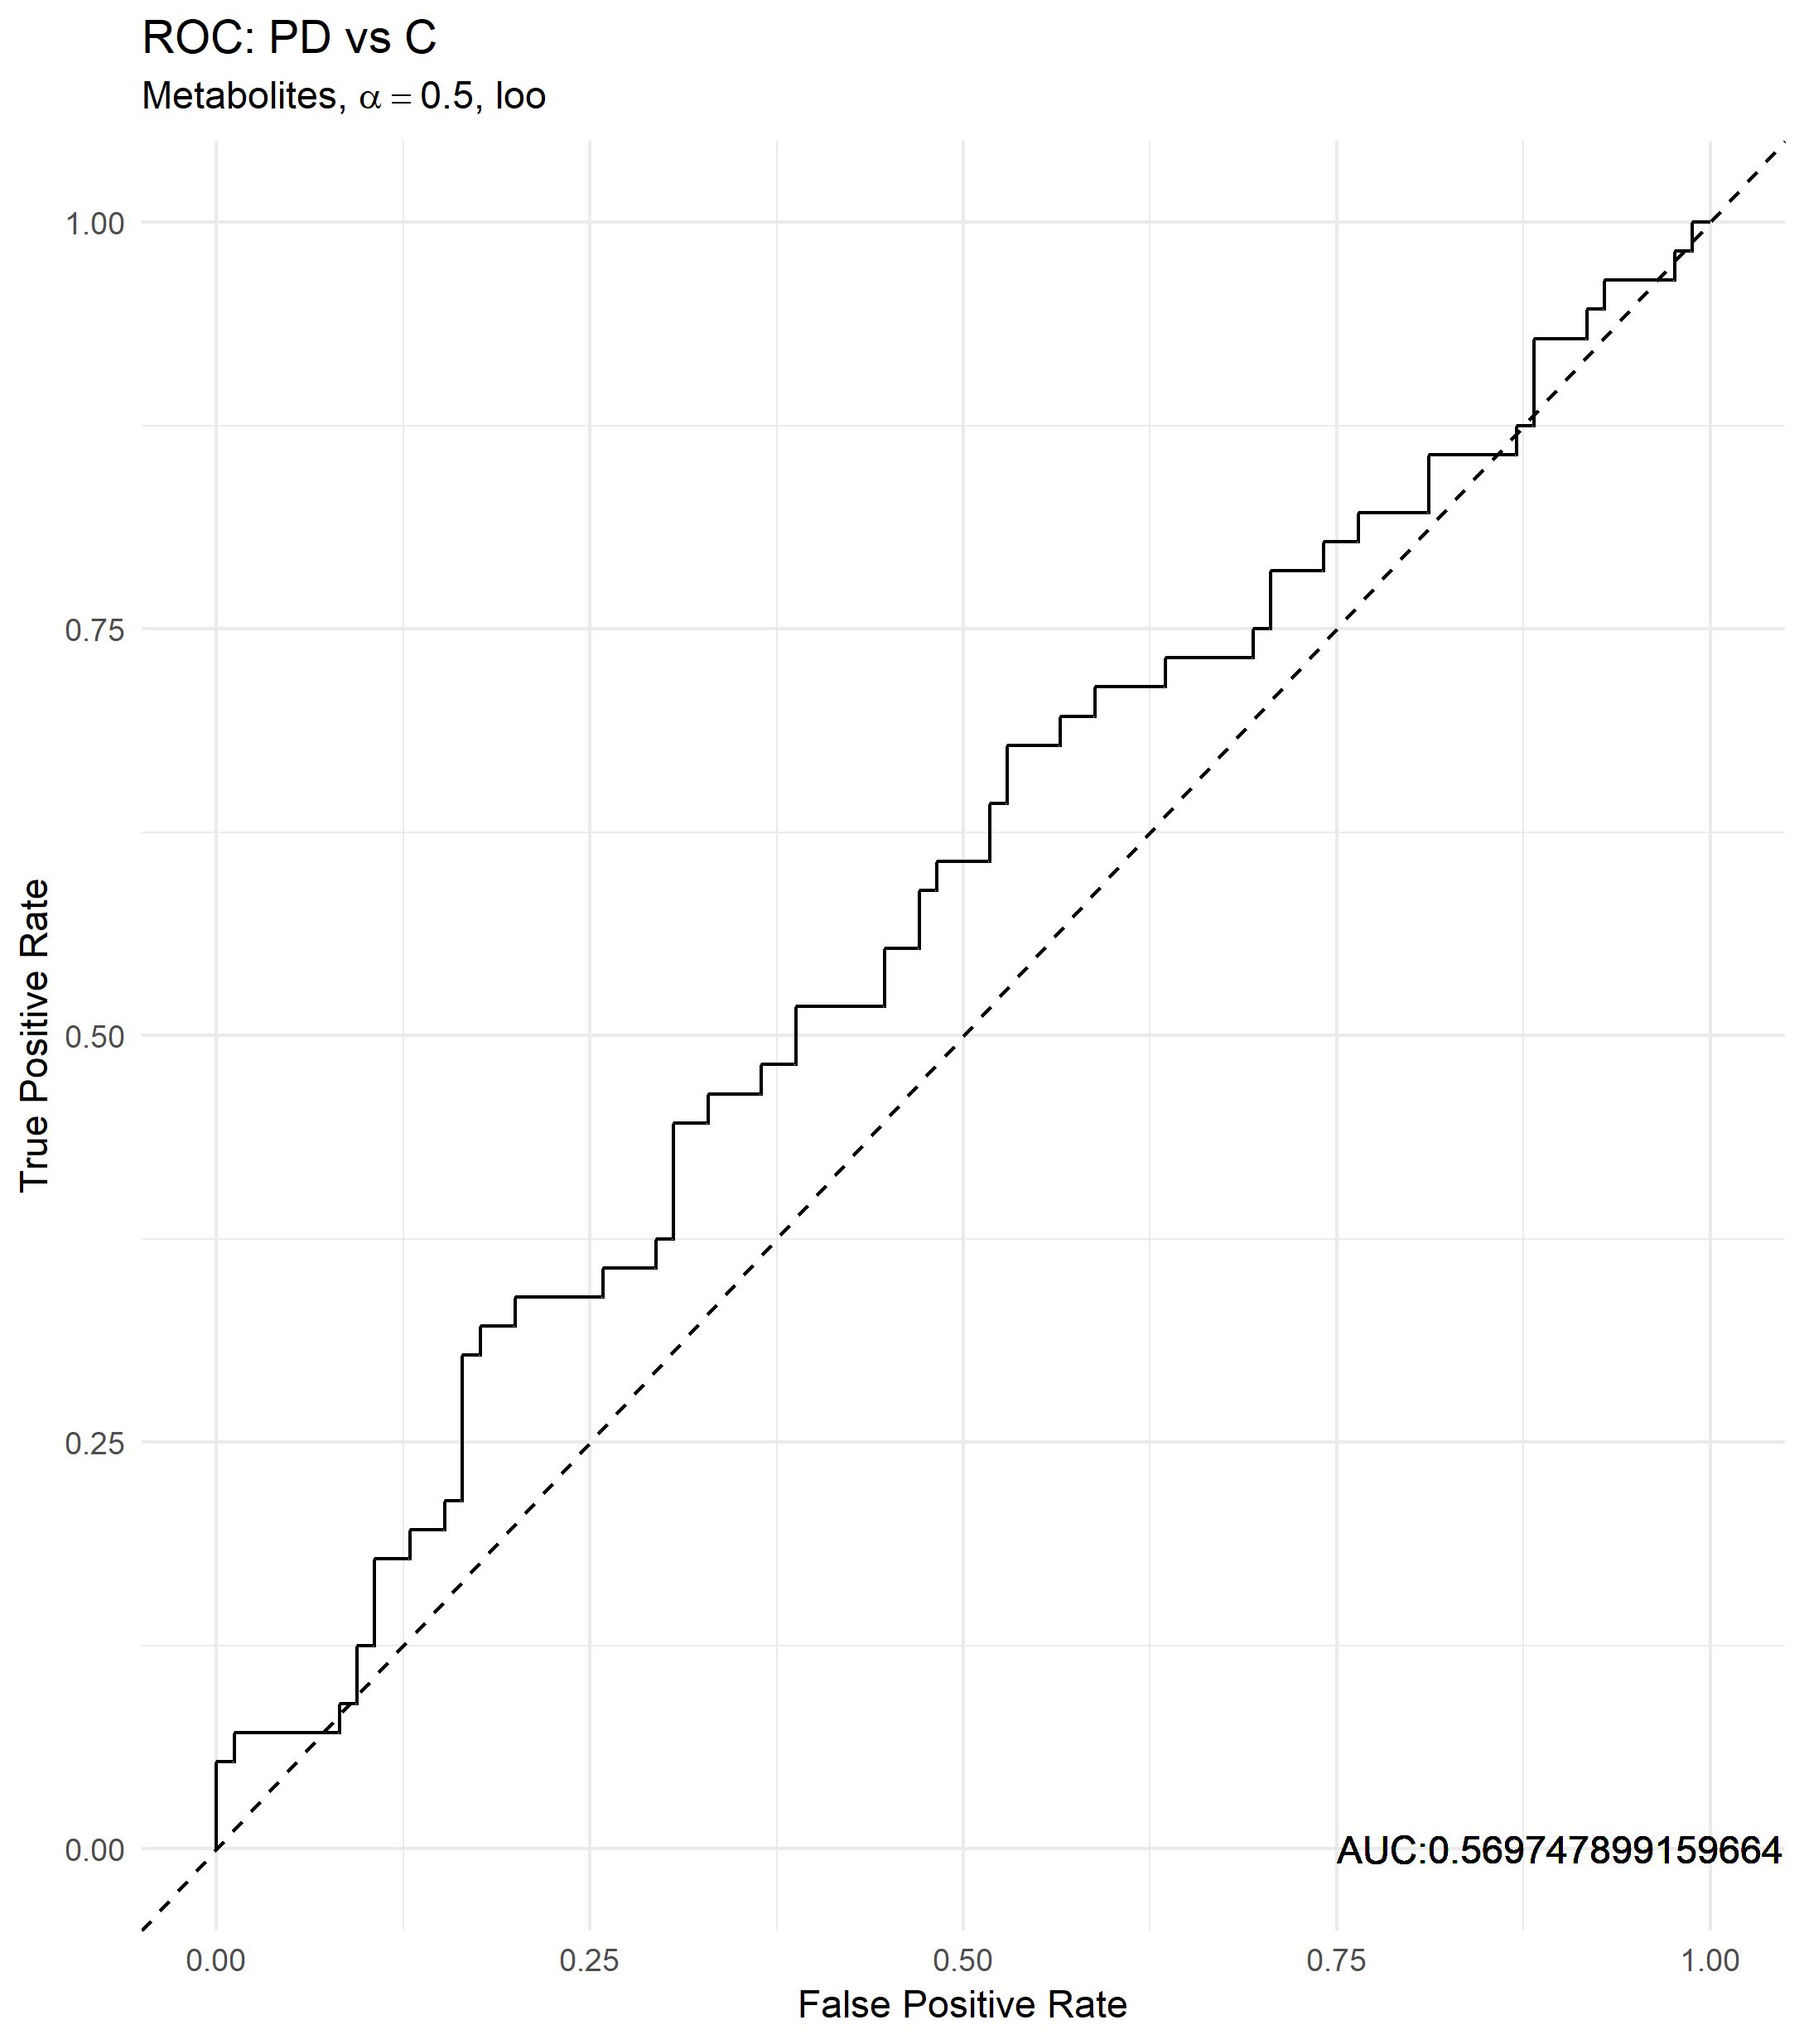 ROC: PD vs C
Metabolites, α = 0.5, loo
1.00
0.75
0.50
0.25
0.00
True Positive Rate
AUC:0.569747899159664
0.00 0.25 0.50 0.75 1.00
False Positive Rate